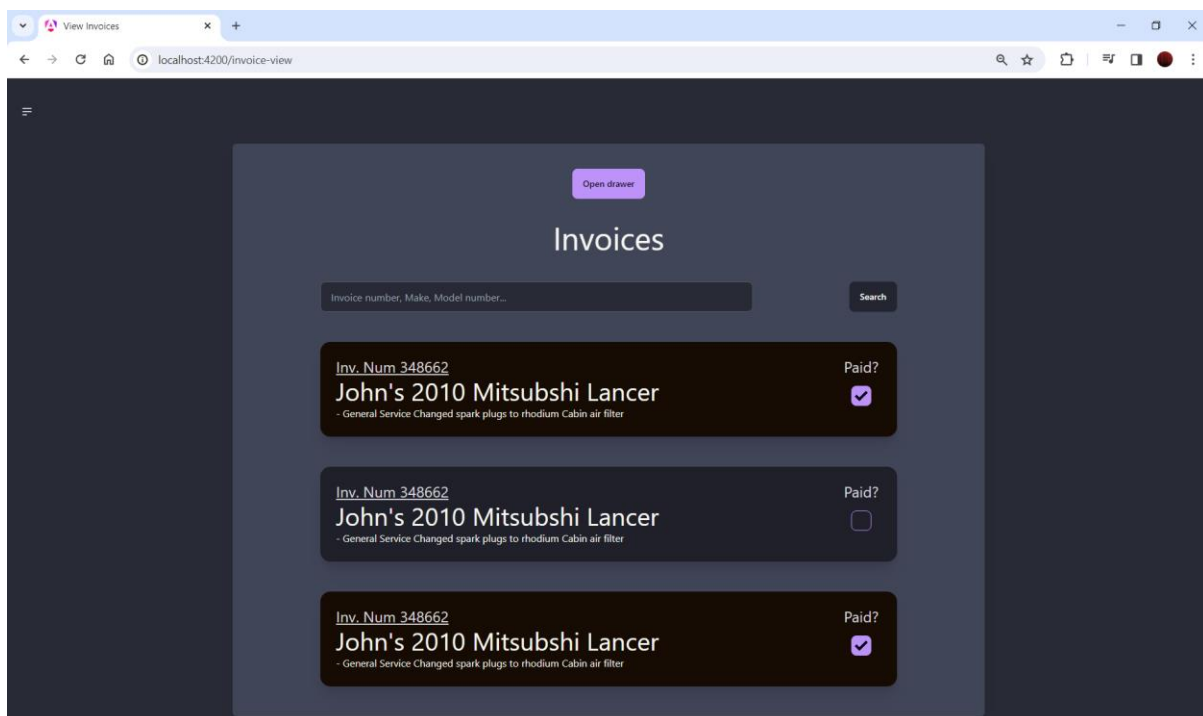 View Invoices
localhost:4200/invoice-view
Open drawer
Invoices
Invoice number, Make, Model number...
Search
Inv. Num 348662
Paid?
John's 2010 Mitsubshi Lancer
- General Service Changed spark plugs to rhodium Cabin air filter
Inv. Num 348662
Paid?
John's 2010 Mitsubshi Lancer
- General Service Changed spark plugs to rhodium Cabin air filter
Inv. Num 348662
Paid?
John's 2010 Mitsubshi Lancer
- General Service Changed spark plugs to rhodium Cabin air filter